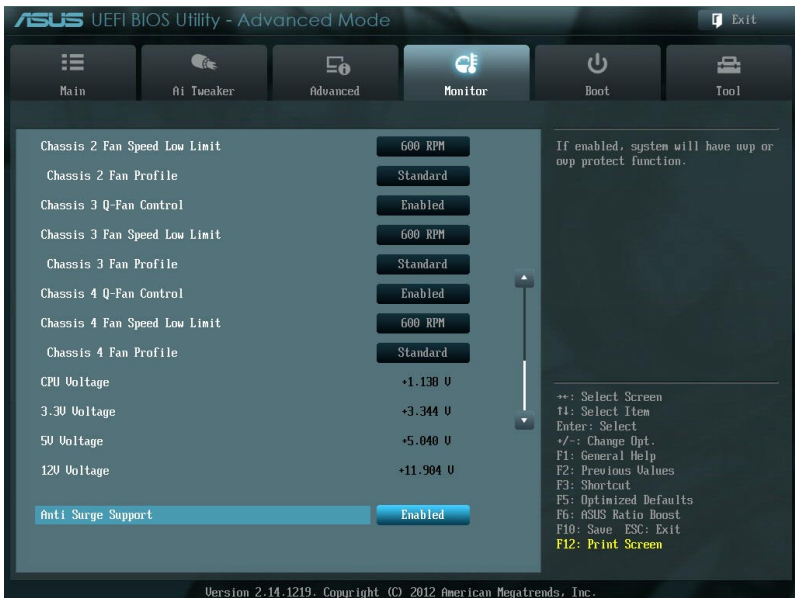 ASUS UEFI BIOS Utility - Advanced Mode
Exit
Main
Ai Tweaker
Advanced
Monitor
Boot
Tool
Chassis 2 Fan Speed Low Limit 600 RPM
Chassis 2 Fan Profile Standard
Chassis 3 Q-Fan Control Enabled
Chassis 3 Fan Speed Low Limit 600 RPM
Chassis 3 Fan Profile Standard
Chassis 4 Q-Fan Control Enabled
Chassis 4 Fan Speed Low Limit 600 RPM
Chassis 4 Fan Profile Standard
CPU Voltage +1.138 V
3.3V Voltage +3.344 V
5V Voltage +5.040 V
12V Voltage +11.904 V
Anti Surge Support Enabled
If enabled, system will have uvp or
ovp protect function.
→←: Select Screen
↑↓: Select Item
Enter: Select
+/-: Change Opt.
F1: General Help
F2: Previous Values
F3: Shortcut
F5: Optimized Defaults
F6: ASUS Ratio Boost
F10: Save ESC: Exit
F12: Print Screen
Version 2.14.1219. Copyright (C) 2012 American Megatrends, Inc.